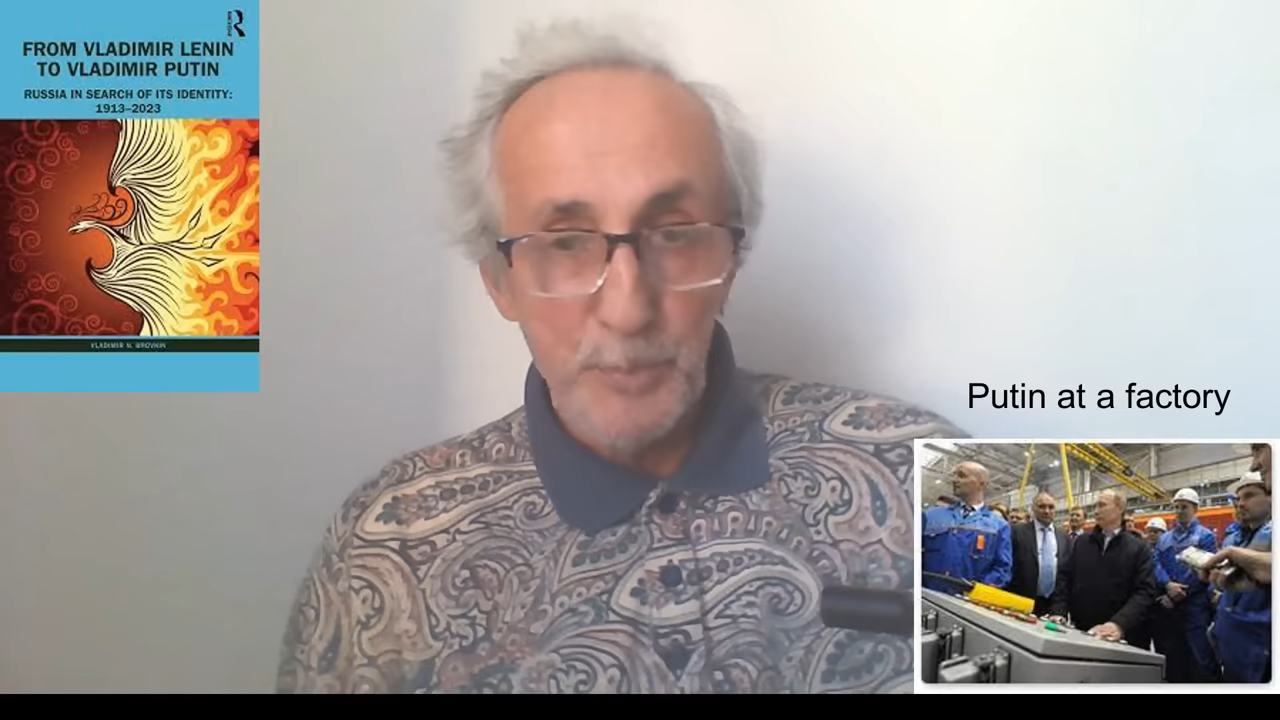 FROM VLADIMIR LENIN
TO VLADIMIR PUTIN
RUSSIA IN SEARCH OF ITS IDENTITY:
1913–2023
VLADIMIR N. BROVKIN
Putin at a factory